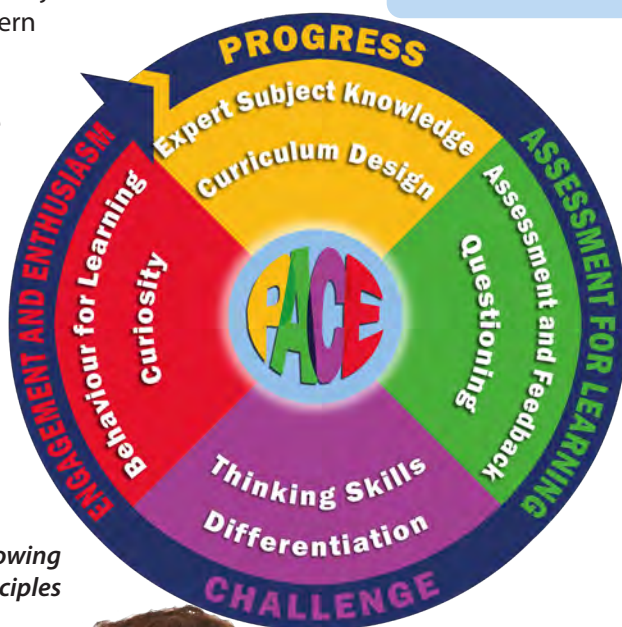 ern
PROGRESS
Expert Subject Knowledge
Curriculum Design
ASSESSMENT FOR LEARNING
Assessment and Feedback
Questioning
PACE
ENGAGEMENT AND ENTHUSIASM
Behaviour for Learning
Curiosity
Thinking Skills
Differentiation
CHALLENGE
owing
ciples